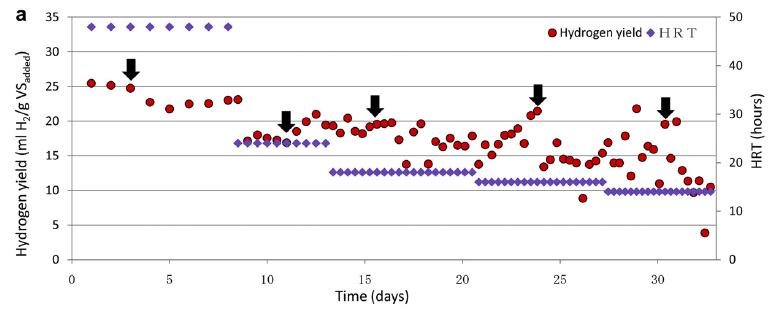 a
Hydrogen yield HRT
Hydrogen yield (ml H₂/g VSadded)
35
30
25
20
15
10
5
0
50
40
30
20
10
0
HRT (hours)
0 5 10 15 20 25 30
Time (days)